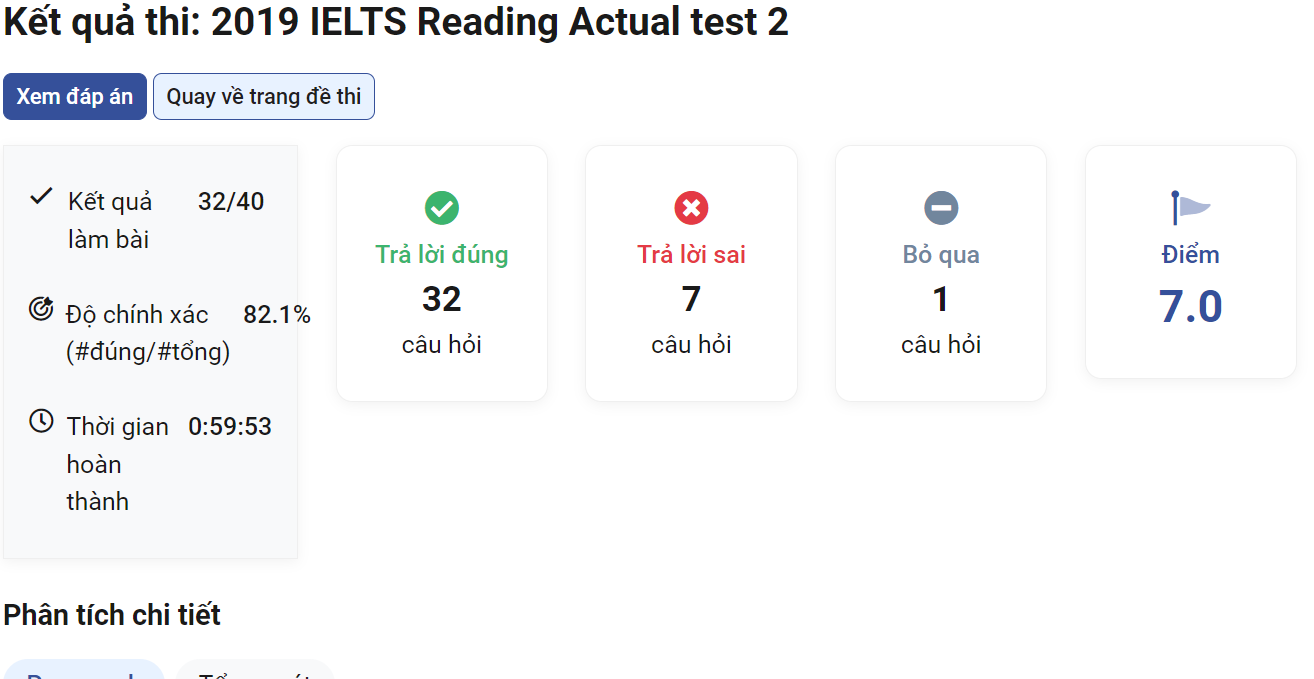 Kết quả thi: 2019 IELTS Reading Actual test 2
Xem đáp án
Quay về trang đề thi
Kết quả 32/40
làm bài
Độ chính xác 82.1%
(#đúng/#tổng)
Thời gian 0:59:53
hoàn
thành
Trả lời đúng
32
câu hỏi
Trả lời sai
7
câu hỏi
Bỏ qua
1
câu hỏi
Điểm
7.0
Phân tích chi tiết